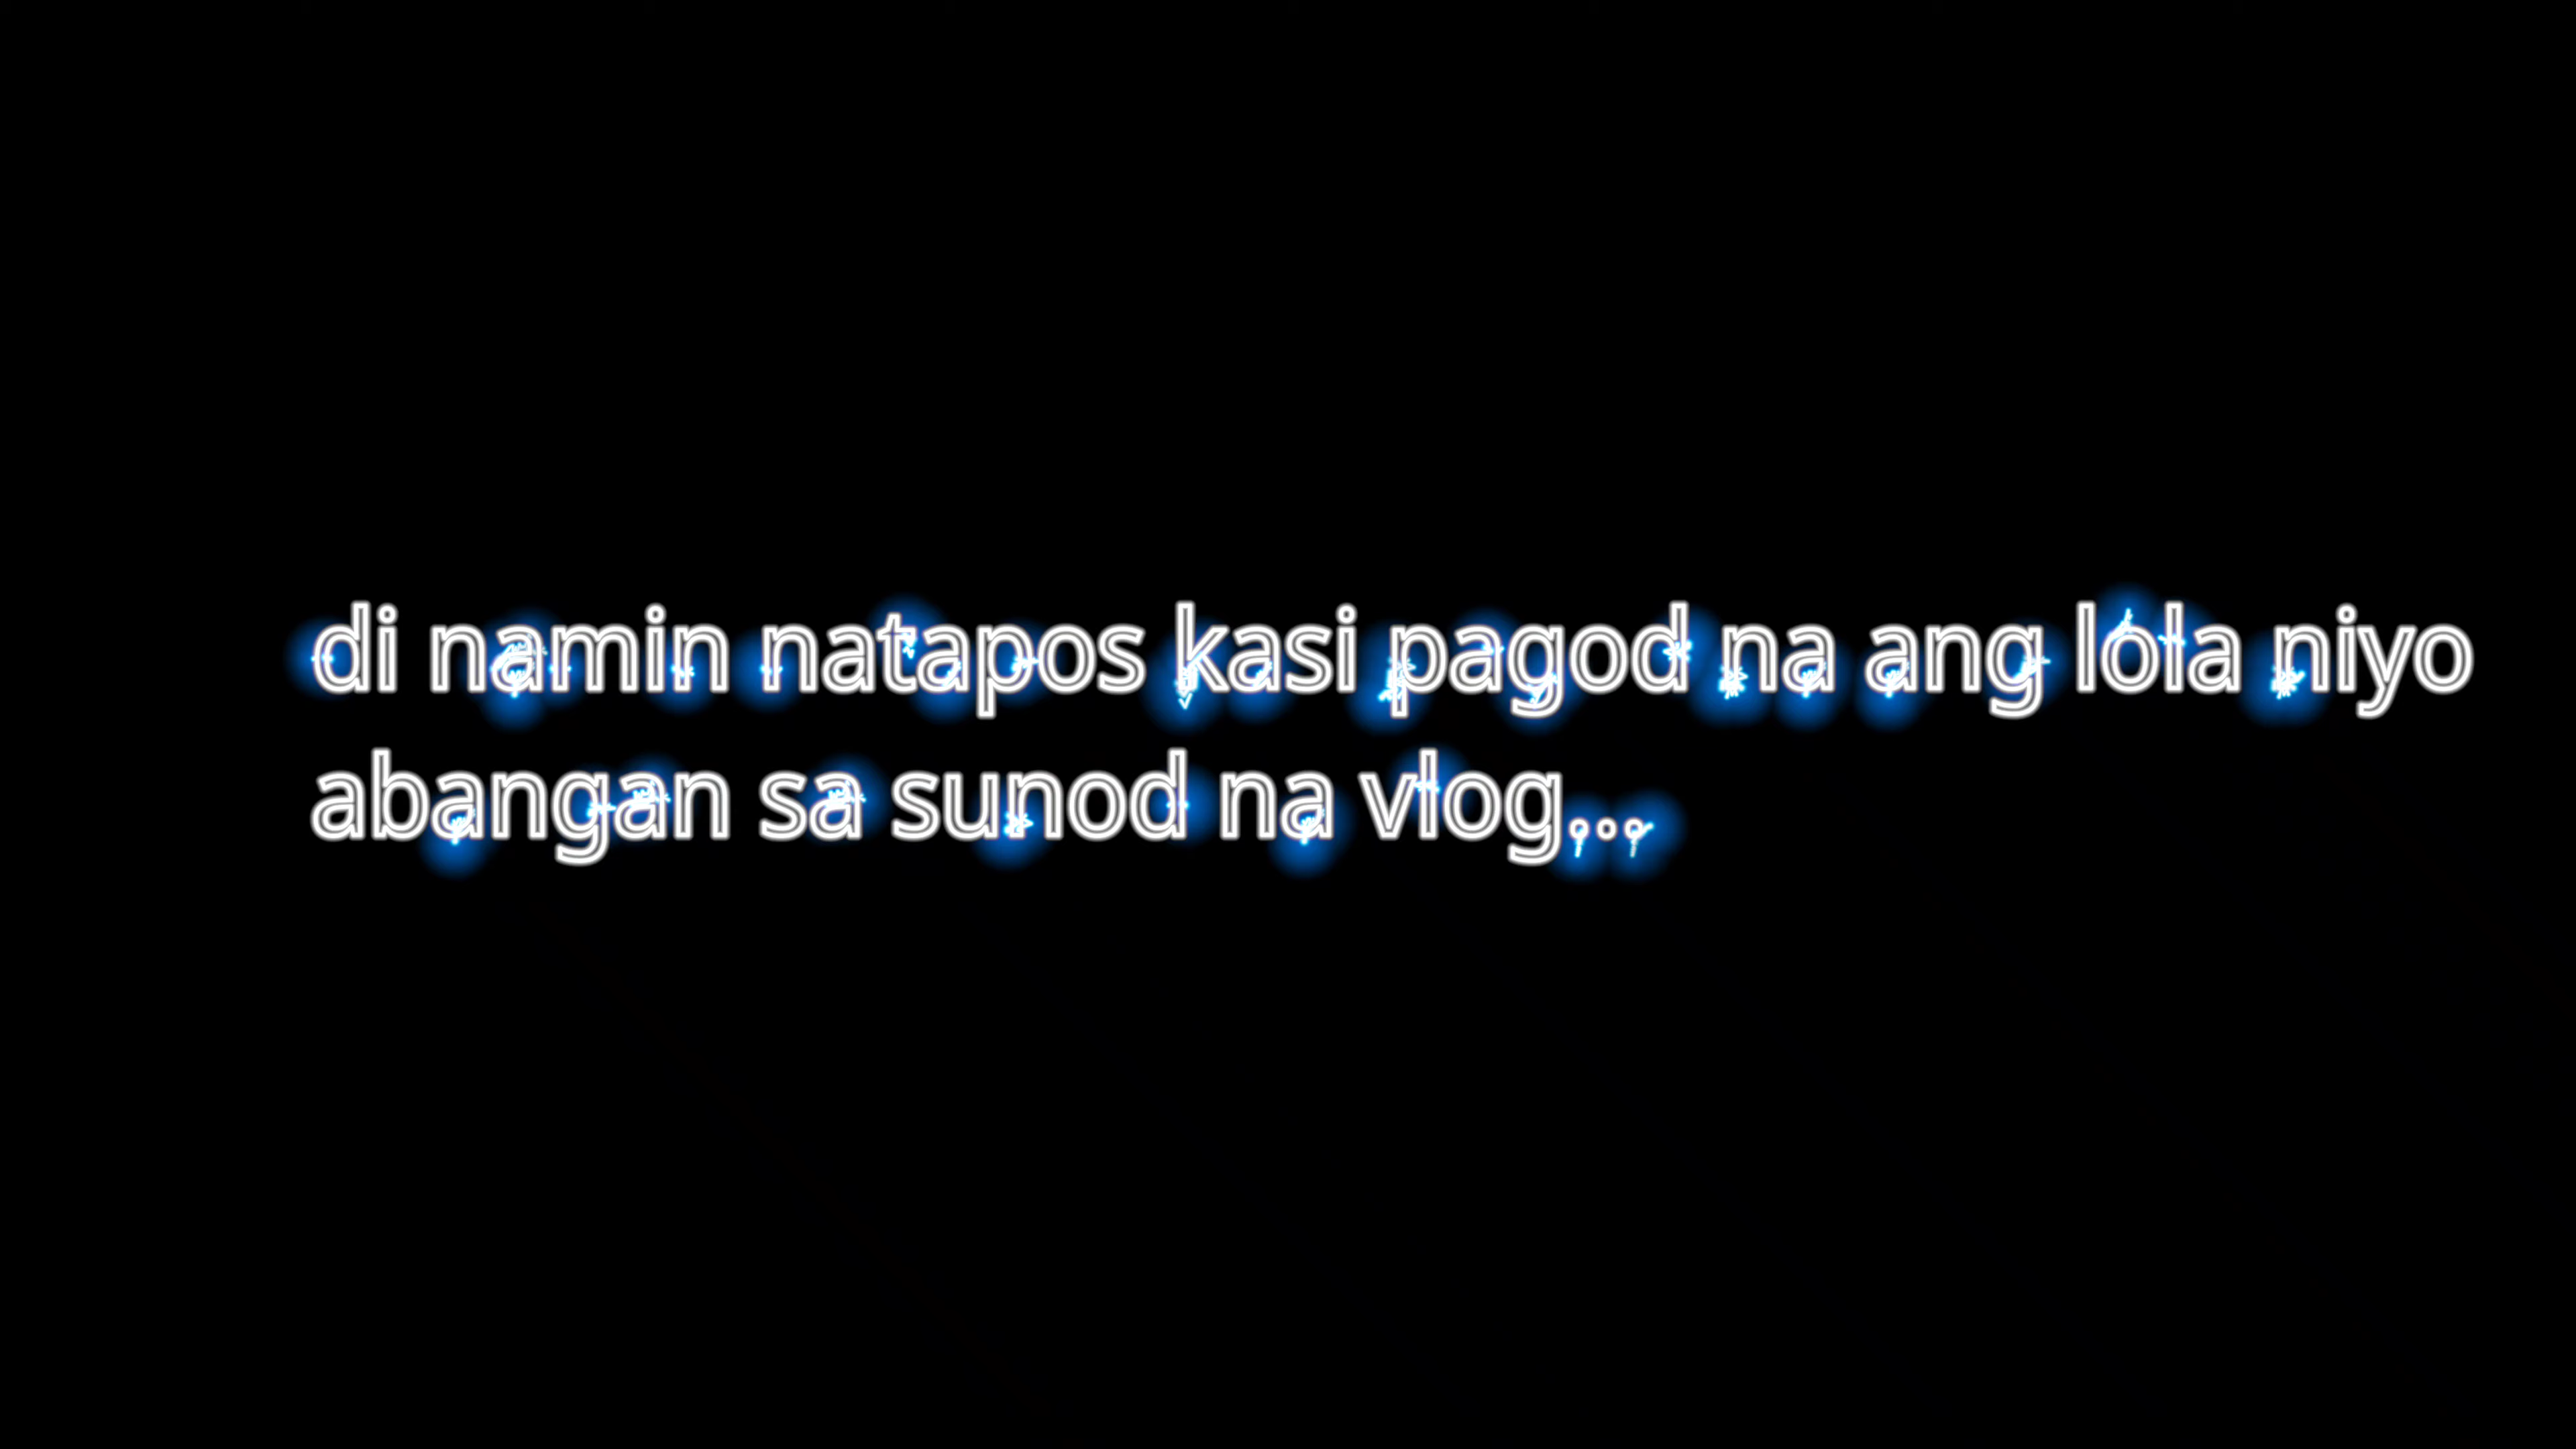 di namin natapos kasi pagod na ang lola niyo
abangan sa sunod na vlog...